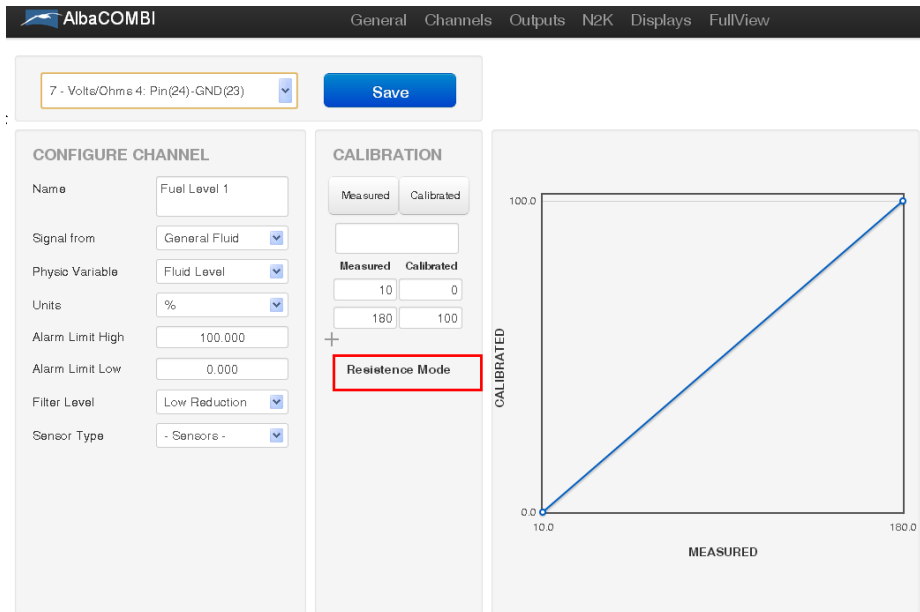 AlbaCOMBI
General Channels Outputs N2K Displays FullView
7 - Volts/Ohms 4: Pin(24)-GND(23)
Save
:
CONFIGURE CHANNEL
Name Fuel Level 1
Signal from General Fluid
Physic Variable Fluid Level
Units %
Alarm Limit High 100.000
Alarm Limit Low 0.000
Filter Level Low Reduction
Sensor Type - Sensors -
CALIBRATION
Measured Calibrated
Measured Calibrated
10 0
180 100
+
Resistence Mode
100.0
CALIBRATED
0.0
10.0 180.0
MEASURED